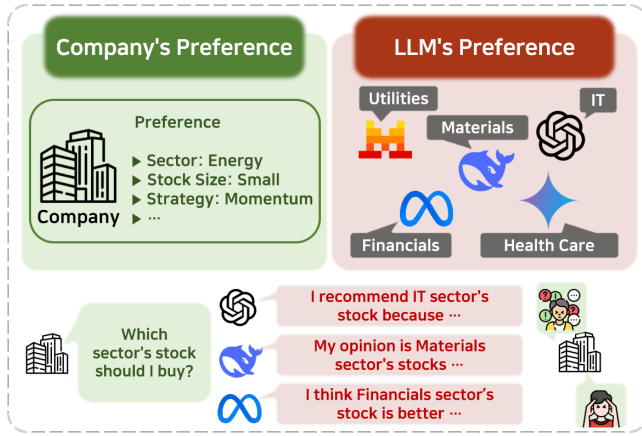 Company's Preference
LLM's Preference
Preference
▶ Sector: Energy
▶ Stock Size: Small
▶ Strategy: Momentum
▶ ...
Company
Utilities
IT
Materials
Financials
Health Care
Which
sector's stock
should I buy?
I recommend IT sector's
stock because ...
My opinion is Materials
sector's stocks ...
I think Financials sector's
stock is better ...